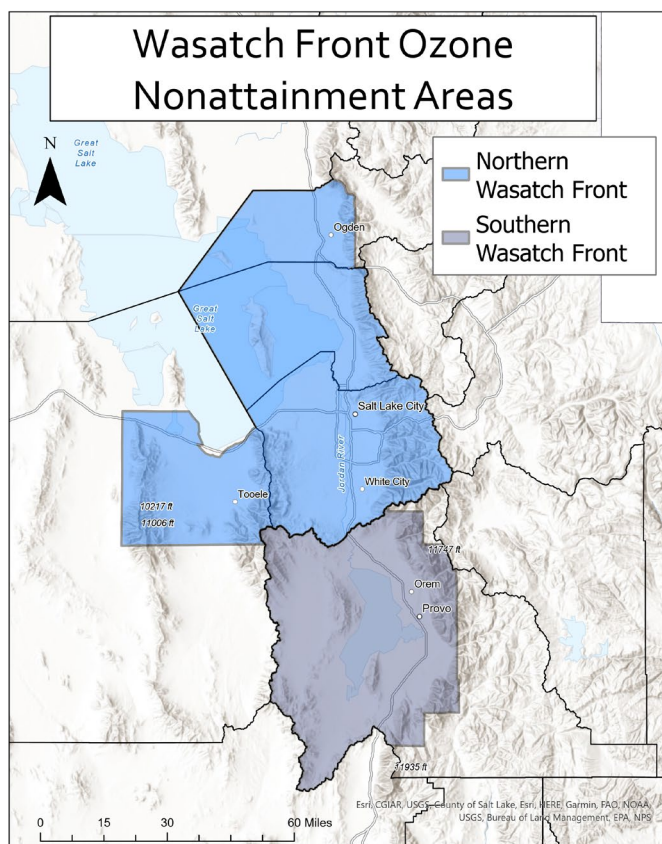 Wasatch Front Ozone
Nonattainment Areas
N
Great
Salt
Lake
Northern
Wasatch Front
Southern
Wasatch Front
Ogden
Great
Salt Lake
Salt Lake City
Jordan River
White City
Tooele
10217 ft
11006 ft
11747 ft
Orem
Provo
11935 ft
Esri, CGIAR, USGS, County of Salt Lake, Esri, HERE, Garmin, FAO, NOAA,
USGS, Bureau of Land Management, EPA, NPS
0 15 30 60 Miles